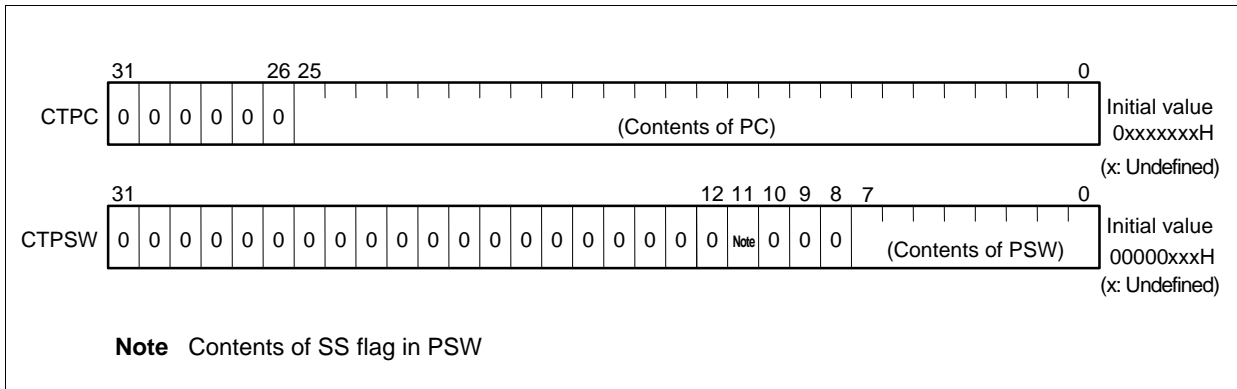 31 26 25 0
CTPC 0 0 0 0 0 0 (Contents of PC) Initial value
0xxxxxxxH
(x: Undefined)
31 12 11 10 9 8 7 0
CTPSW 0 0 0 0 0 0 0 0 0 0 0 0 0 0 0 0 0 0 0 0 Note 0 0 0 (Contents of PSW) Initial value
00000xxxH
(x: Undefined)
Note Contents of SS flag in PSW